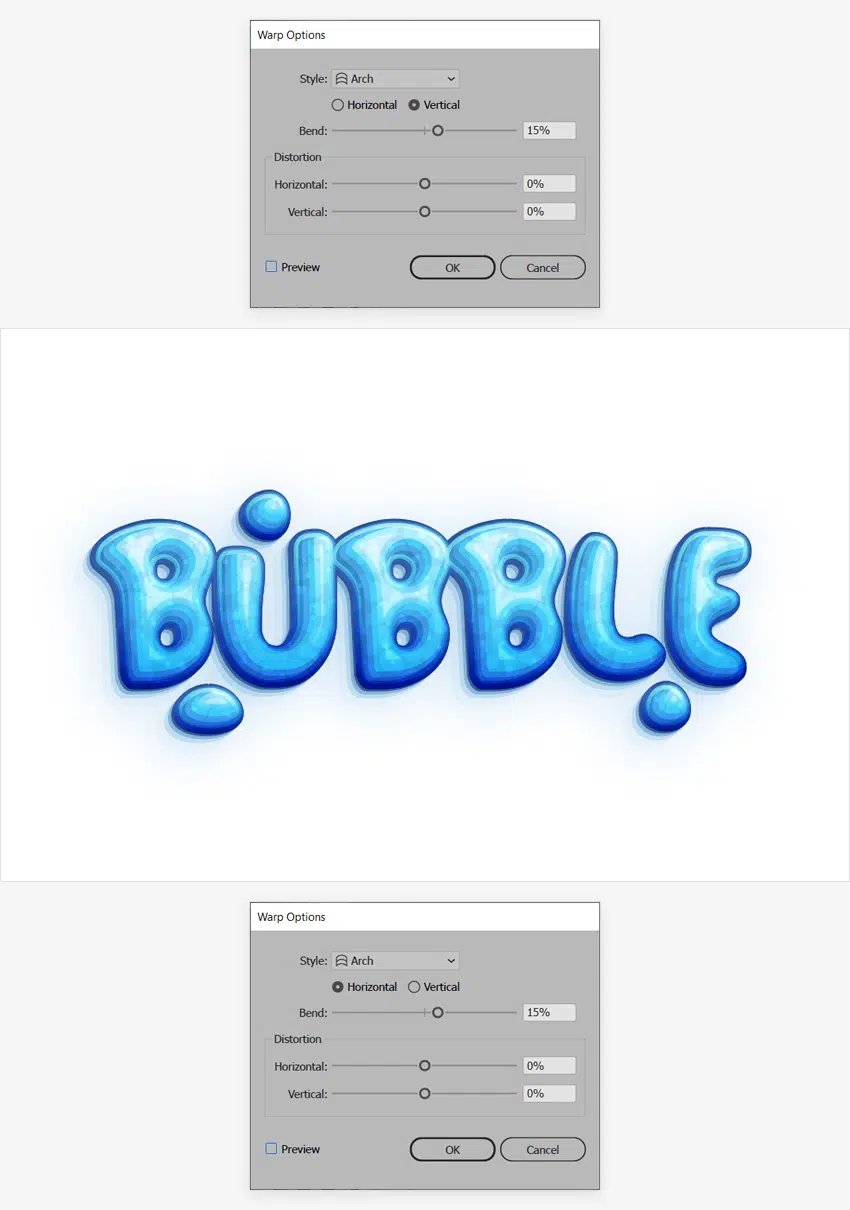 Warp Options
Style: Arch
Horizontal Vertical
Bend: 15%
Distortion
Horizontal: 0%
Vertical: 0%
Preview OK Cancel
BUBBLE
Warp Options
Style: Arch
Horizontal Vertical
Bend: 15%
Distortion
Horizontal: 0%
Vertical: 0%
Preview OK Cancel